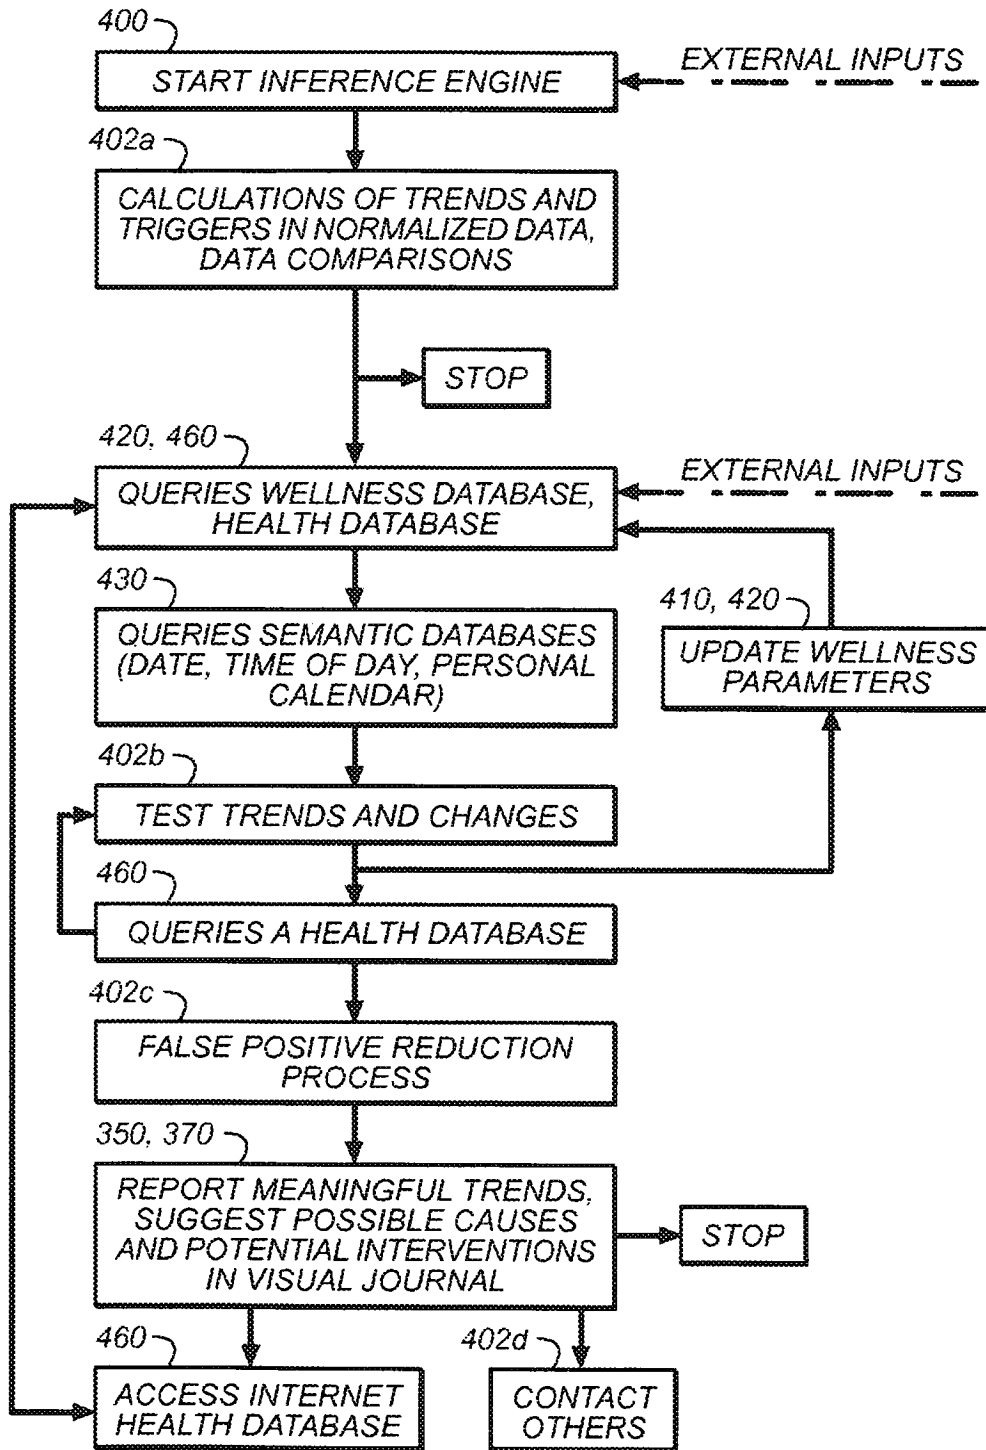 400
START INFERENCE ENGINE
EXTERNAL INPUTS
402a
CALCULATIONS OF TRENDS AND
TRIGGERS IN NORMALIZED DATA,
DATA COMPARISONS
STOP
420, 460
QUERIES WELLNESS DATABASE,
HEALTH DATABASE
EXTERNAL INPUTS
430
QUERIES SEMANTIC DATABASES
(DATE, TIME OF DAY, PERSONAL
CALENDAR)
410, 420
UPDATE WELLNESS
PARAMETERS
402b
TEST TRENDS AND CHANGES
460
QUERIES A HEALTH DATABASE
402c
FALSE POSITIVE REDUCTION
PROCESS
350, 370
REPORT MEANINGFUL TRENDS,
SUGGEST POSSIBLE CAUSES
AND POTENTIAL INTERVENTIONS
IN VISUAL JOURNAL
STOP
460
ACCESS INTERNET
HEALTH DATABASE
402d
CONTACT
OTHERS